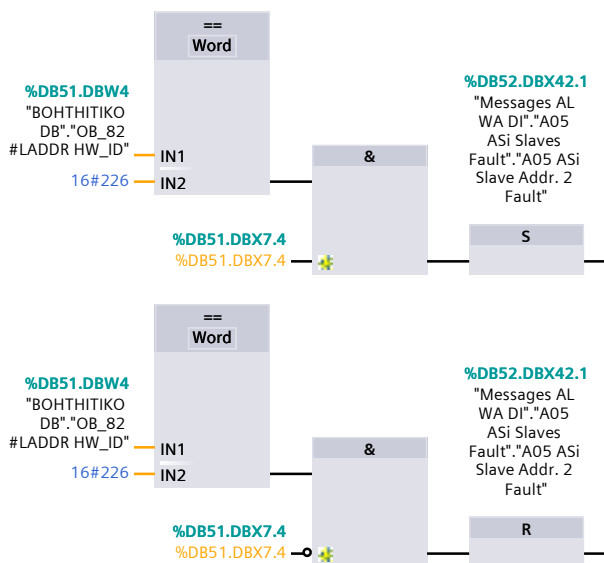 ==
Word
%DB51.DBW4
"BOHTHITIKO
DB"."OB_82
#LADDR HW_ID"
IN1
16#226
IN2
&
%DB51.DBX7.4
%DB51.DBX7.4
%DB52.DBX42.1
"Messages AL
WA DI"."A05
ASi Slaves
Fault"."A05 ASi
Slave Addr. 2
Fault"
S
==
Word
%DB51.DBW4
"BOHTHITIKO
DB"."OB_82
#LADDR HW_ID"
IN1
16#226
IN2
&
%DB51.DBX7.4
%DB51.DBX7.4
%DB52.DBX42.1
"Messages AL
WA DI"."A05
ASi Slaves
Fault"."A05 ASi
Slave Addr. 2
Fault"
R